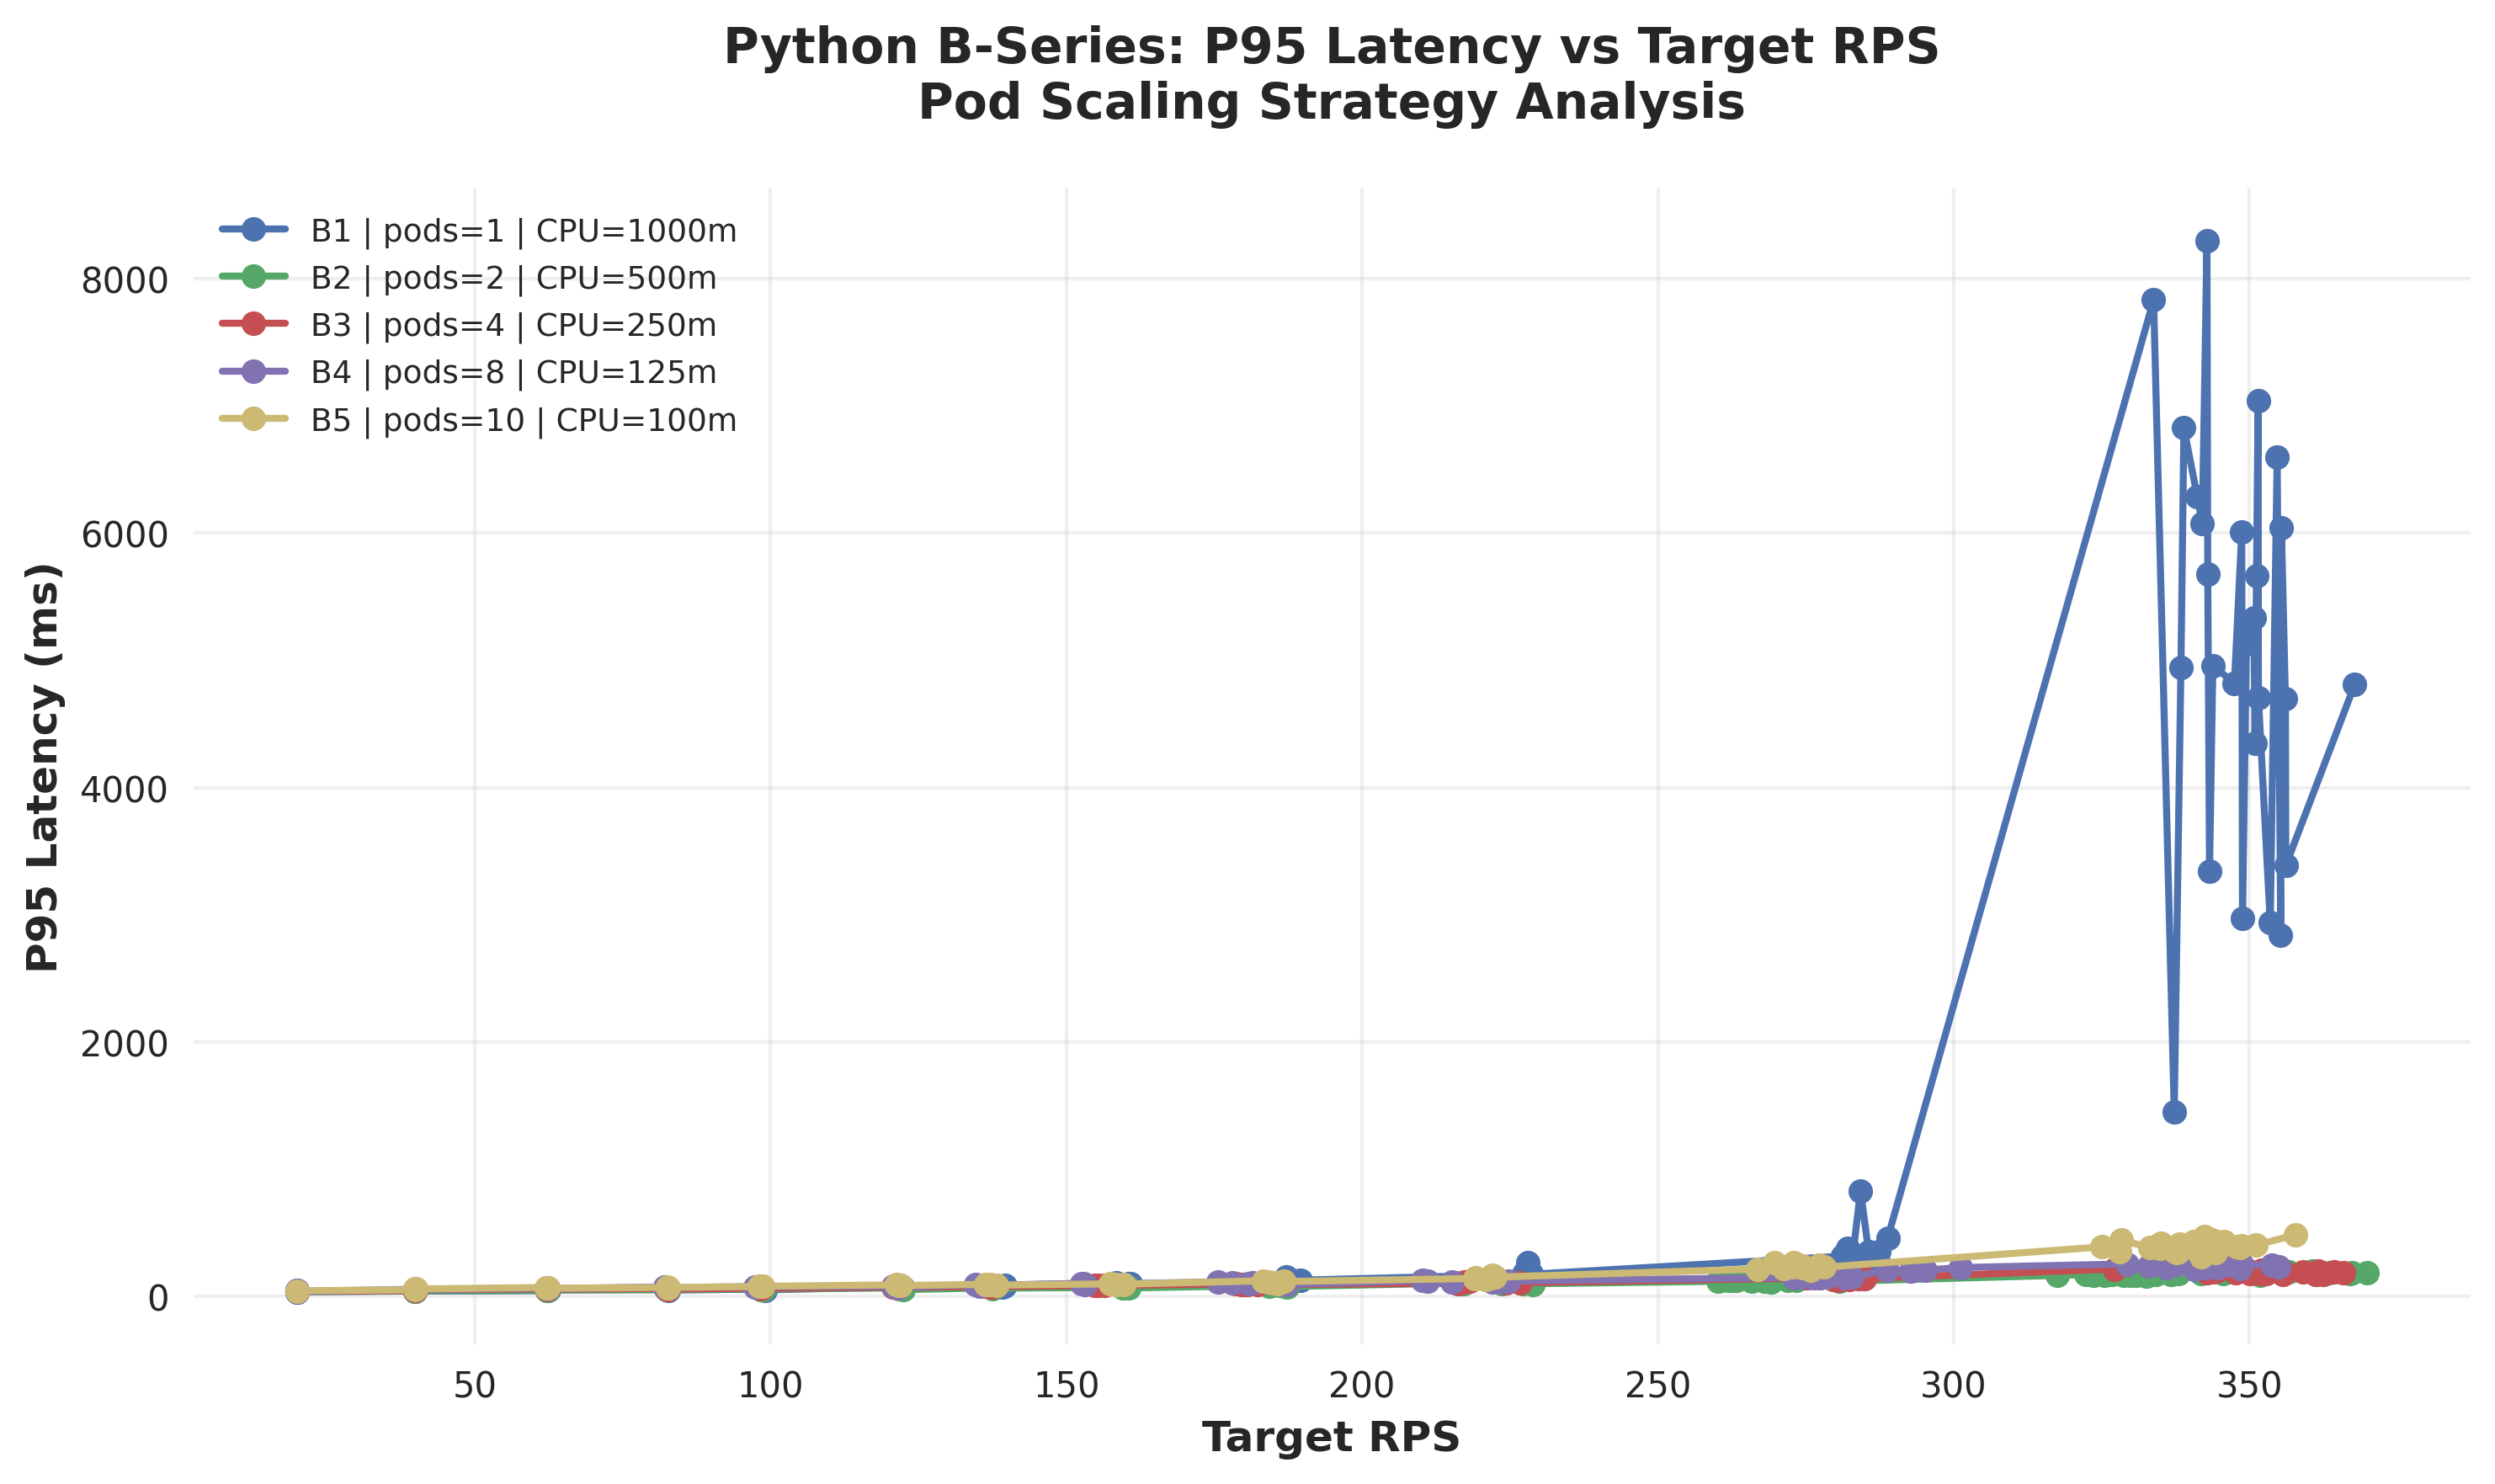 Python B-Series: P95 Latency vs Target RPS
Pod Scaling Strategy Analysis
B1 | pods=1 | CPU=1000m
B2 | pods=2 | CPU=500m
B3 | pods=4 | CPU=250m
B4 | pods=8 | CPU=125m
B5 | pods=10 | CPU=100m
P95 Latency (ms)
8000
6000
4000
2000
0
50 100 150 200 250 300 350
Target RPS